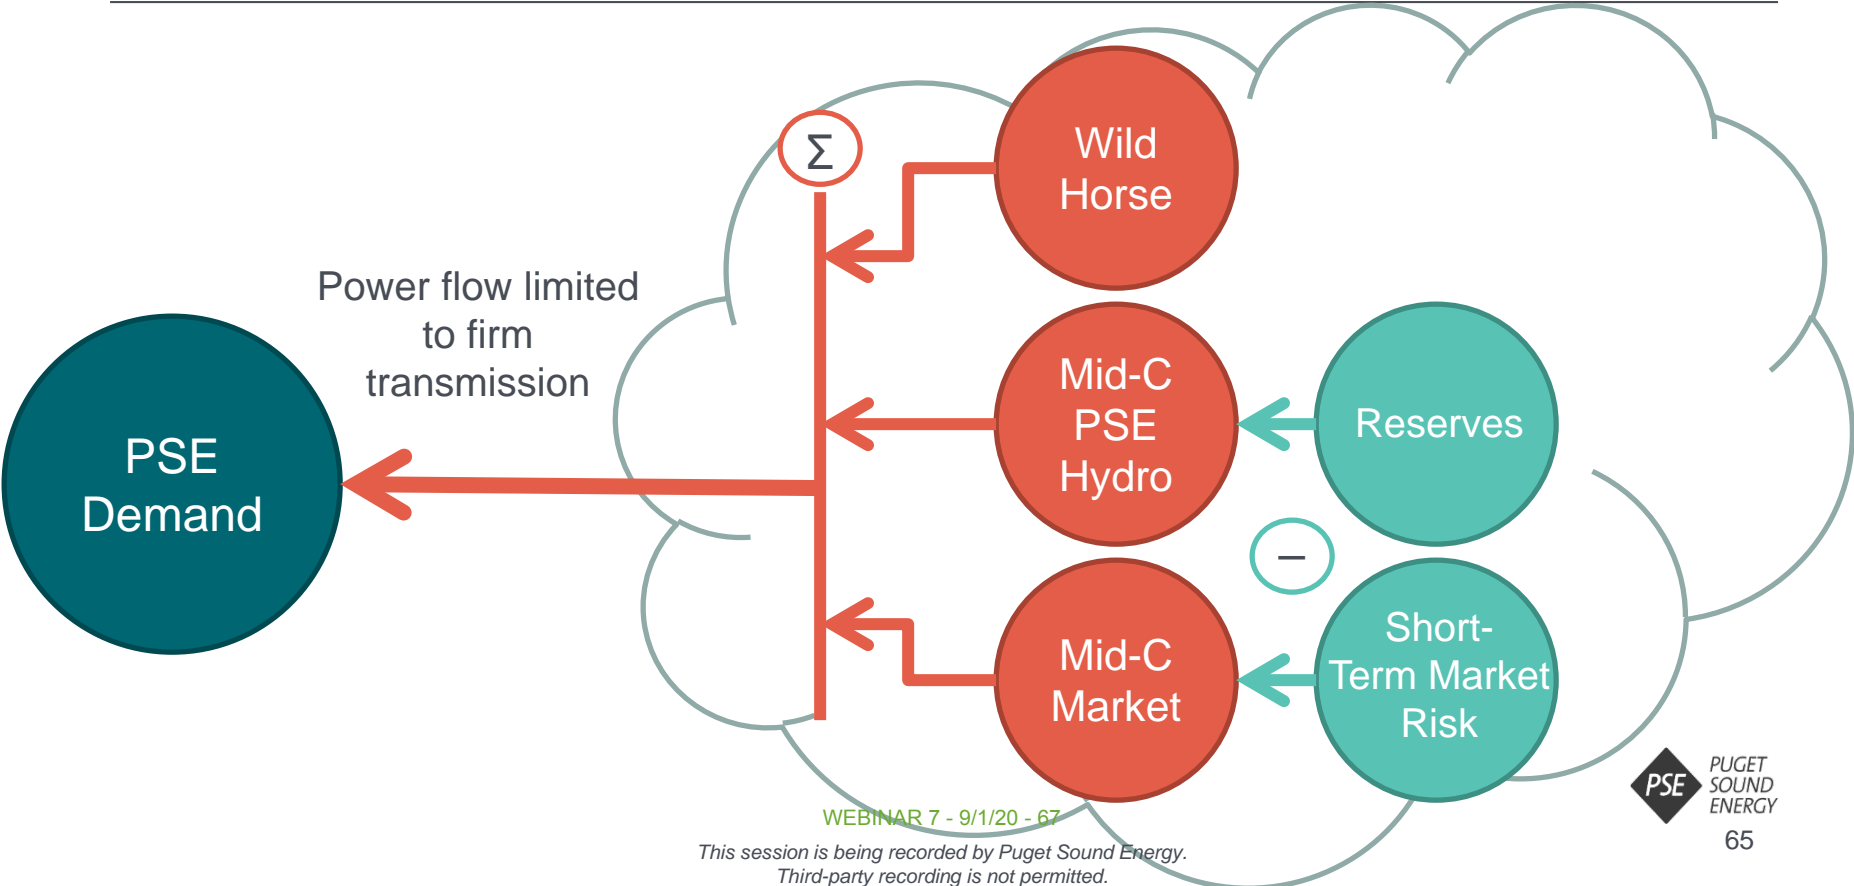 Σ
Wild
Horse
Power flow limited
to firm
transmission
PSE
Demand
Mid-C
PSE
Hydro
Reserves
–
Mid-C
Market
Short-
Term Market
Risk
PSE
PUGET
SOUND
ENERGY
WEBINAR 7 - 9/1/20 - 67
65
This session is being recorded by Puget Sound Energy.
Third-party recording is not permitted.